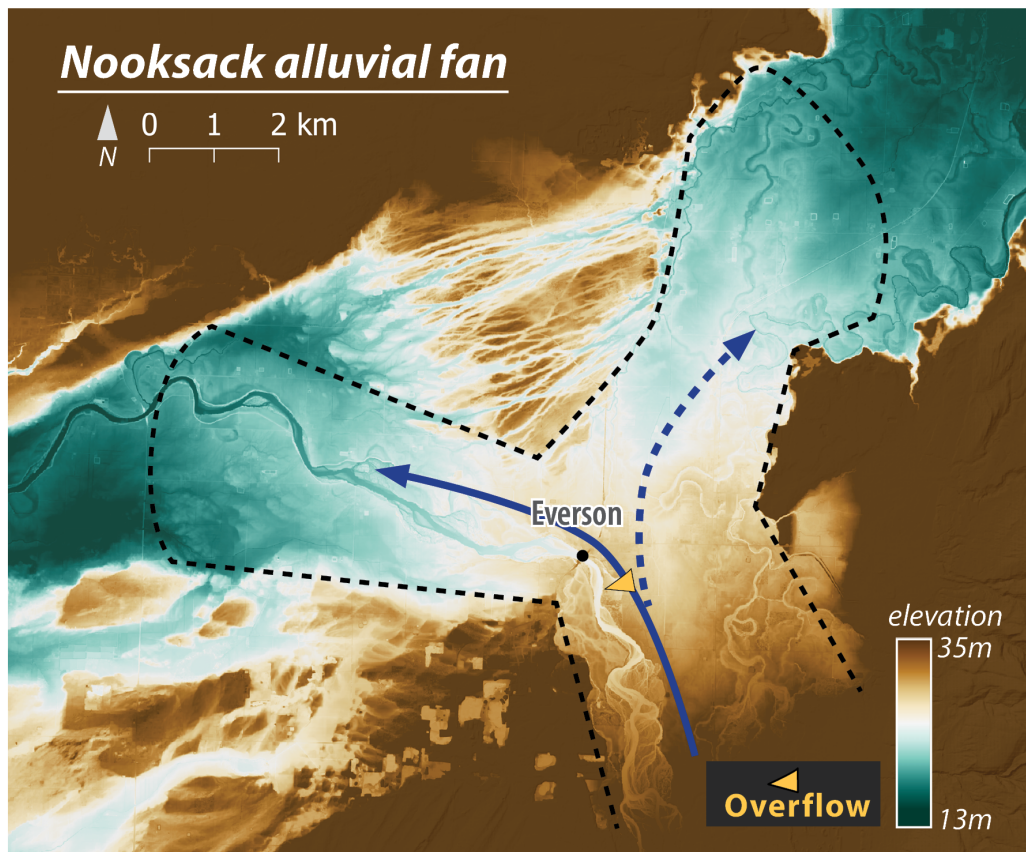 Nooksack alluvial fan
0 1 2 km
N
Everson
elevation
35m
13m
Overflow